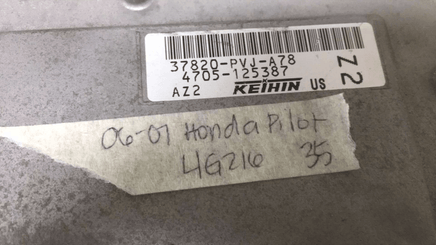 37820-PVJ-A78
4705-125387
AZ2 KEIHIN US
Z2
06-07 Honda Pilot
4G216 35